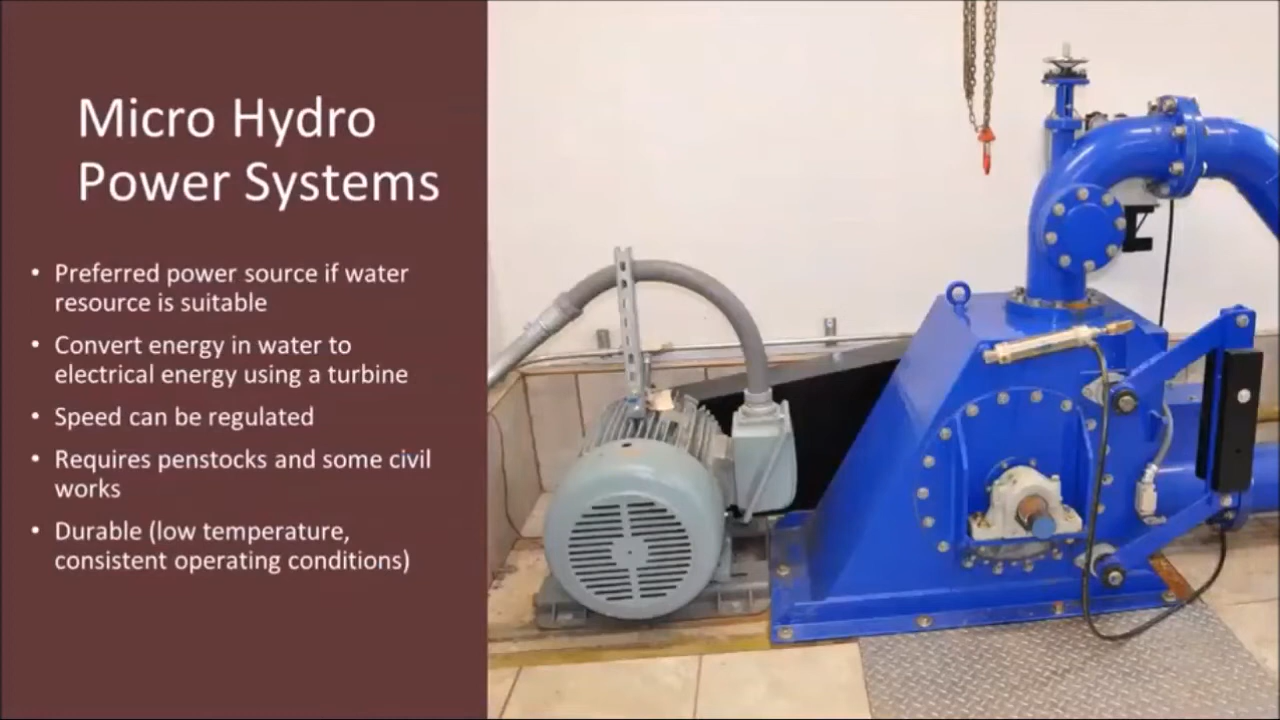 Micro Hydro
Power Systems
• Preferred power source if water
resource is suitable
• Convert energy in water to
electrical energy using a turbine
• Speed can be regulated
• Requires penstocks and some civil
works
• Durable (low temperature,
consistent operating conditions)